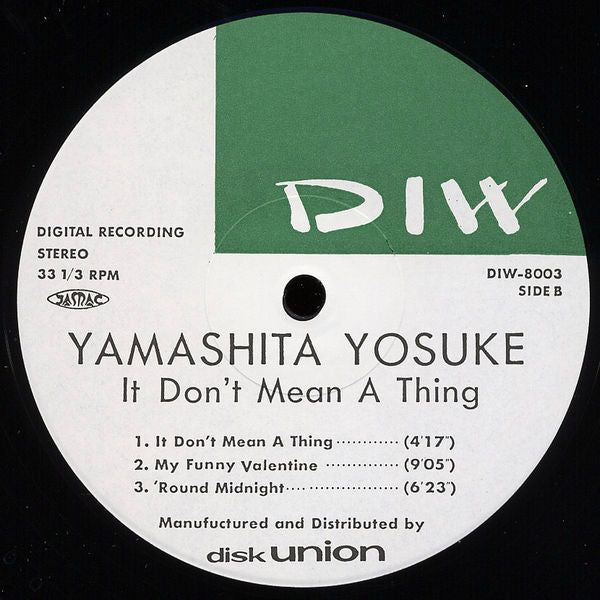 DIW
DIGITAL RECORDING
STEREO
33 1/3 RPM
JASRAC
DIW-8003
SIDE B
YAMASHITA YOSUKE
It Don't Mean A Thing
1. It Don't Mean A Thing ············ (4'17")
2. My Funny Valentine ·············· (9'05")
3. 'Round Midnight···· ················· (6'23")
Manufuctured and Distributed by
disk union